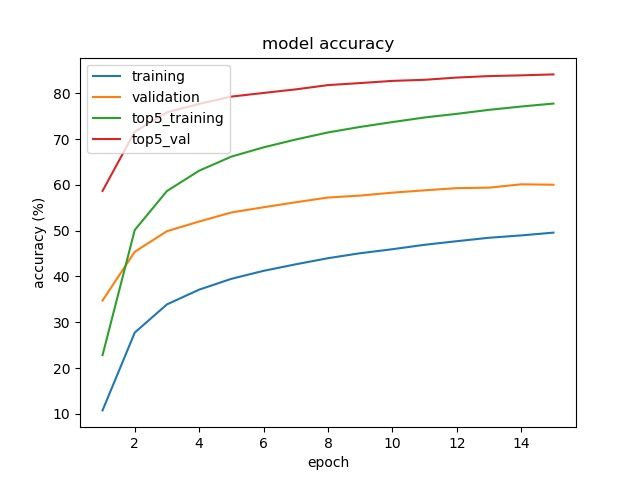 model accuracy
training
validation
top5_training
top5_val
accuracy (%)
80
70
60
50
40
30
20
10
2 4 6 8 10 12 14
epoch